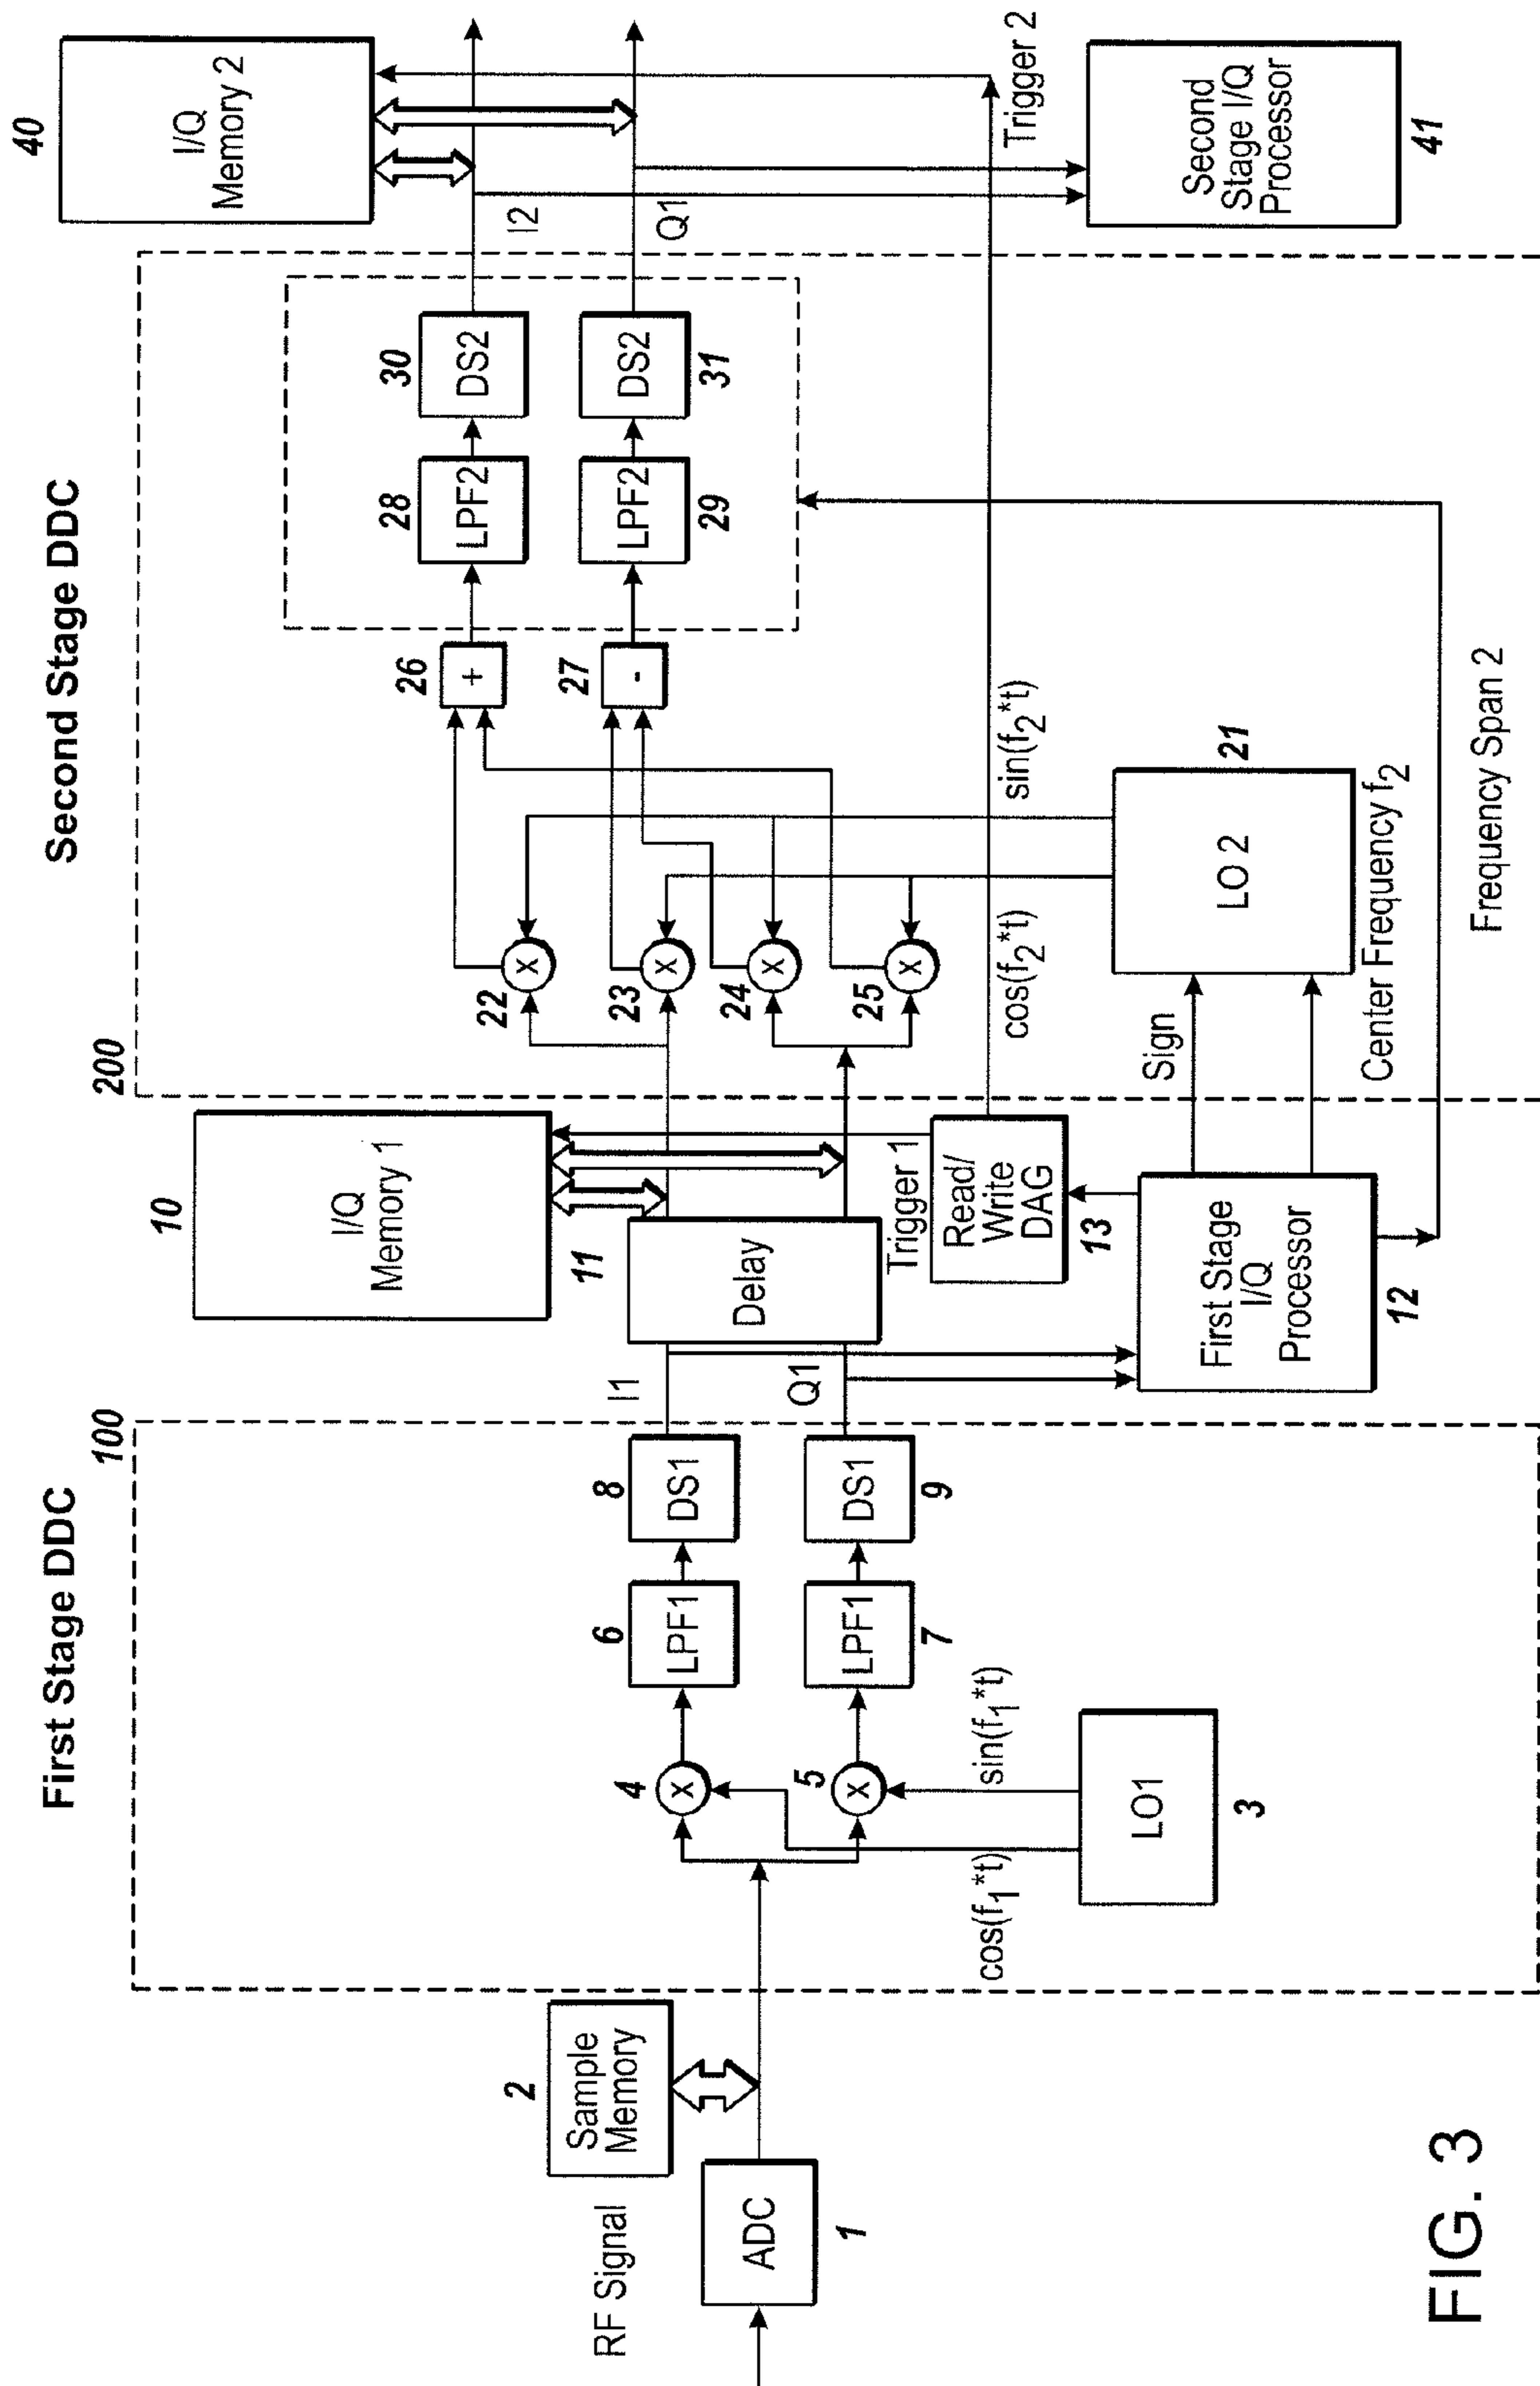 First Stage DDC
Second Stage DDC
RF Signal
ADC
1
2
Sample
Memory
100
4
5
cos(f1*t)
sin(f1*t)
LO1
3
6
LPF1
LPF1
7
8
DS1
DS1
9
I1
Q1
10
I/Q
Memory 1
11
Delay
Trigger 1
Read/
Write
DAG
13
First Stage
I/Q
Processor
12
200
X
X
22
X
23
X
24
X
25
X
cos(f2*t)
sin(f2*t)
Sign
Center Frequency f2
LO 2
21
Frequency Span 2
26
+
27
-
28
LPF2
LPF2
29
30
DS2
DS2
31
I2
Q1
40
I/Q
Memory 2
Trigger 2
Second
Stage I/Q
Processor
41
FIG. 3